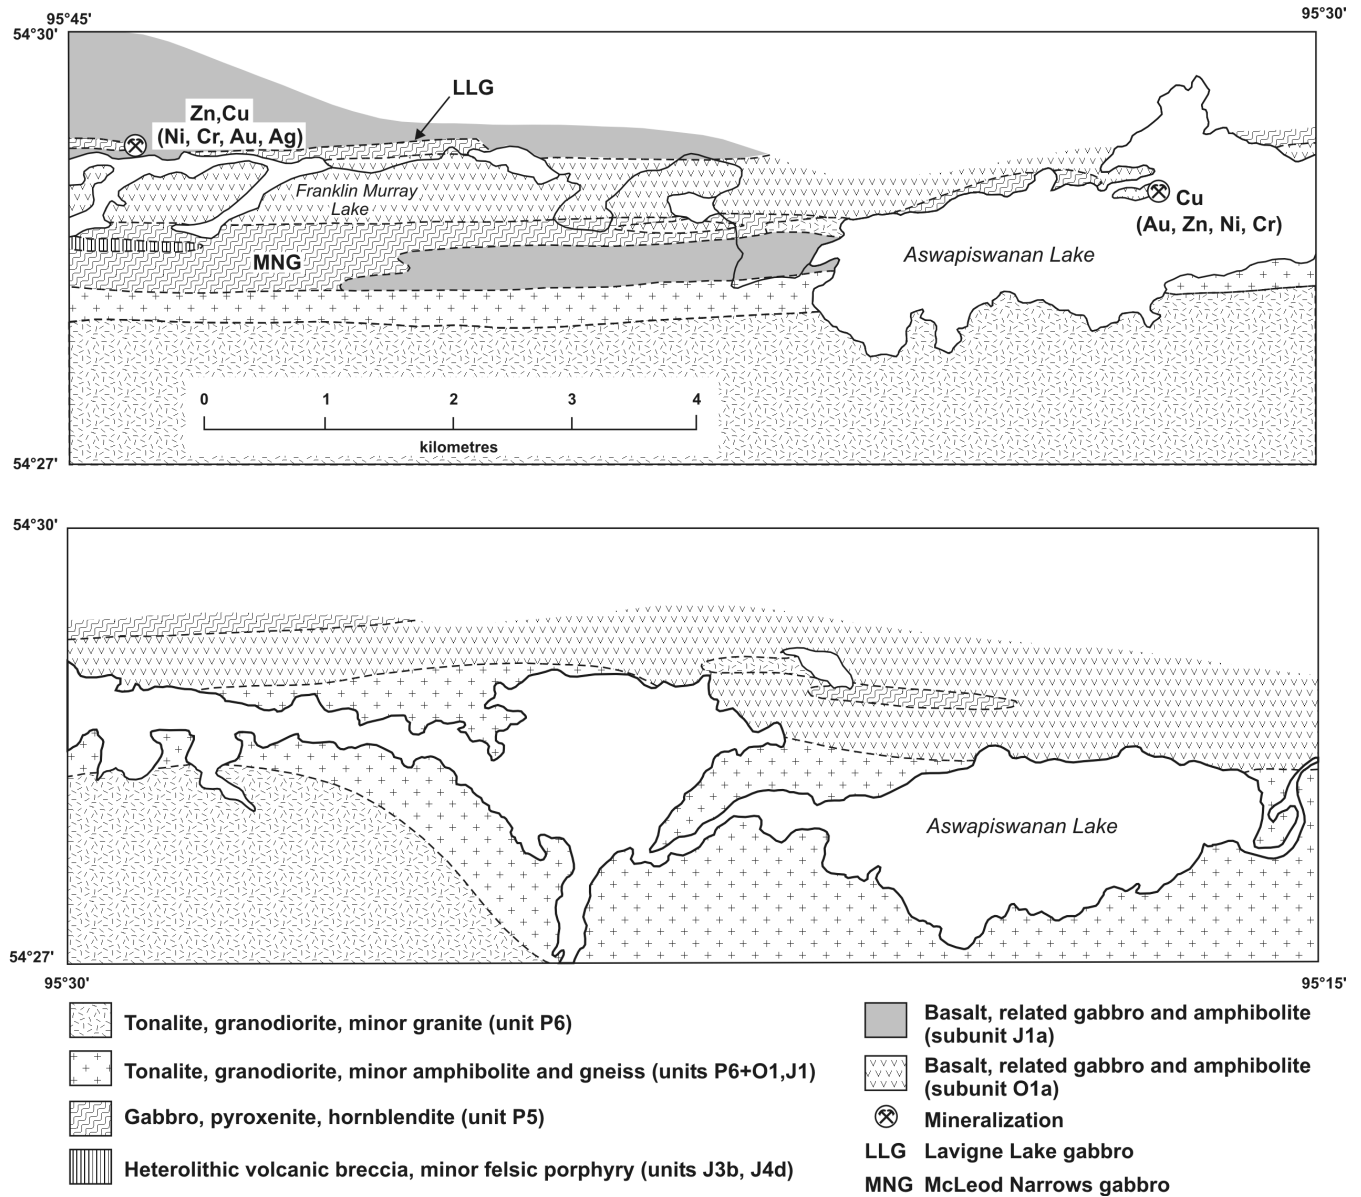 95°45'
95°30'
54°30'
LLG
Zn,Cu
(Ni, Cr, Au, Ag)
Franklin Murray
Lake
Cu
(Au, Zn, Ni, Cr)
Aswapiswanan Lake
MNG
0 1 2 3 4
kilometres
54°27'
54°30'
Aswapiswanan Lake
54°27'
95°30'
95°15'
Tonalite, granodiorite, minor granite (unit P6)
Tonalite, granodiorite, minor amphibolite and gneiss (units P6+O1,J1)
Gabbro, pyroxenite, hornblendite (unit P5)
Heterolithic volcanic breccia, minor felsic porphyry (units J3b, J4d)
Basalt, related gabbro and amphibolite
(subunit J1a)
Basalt, related gabbro and amphibolite
(subunit O1a)
Mineralization
LLG Lavigne Lake gabbro
MNG McLeod Narrows gabbro